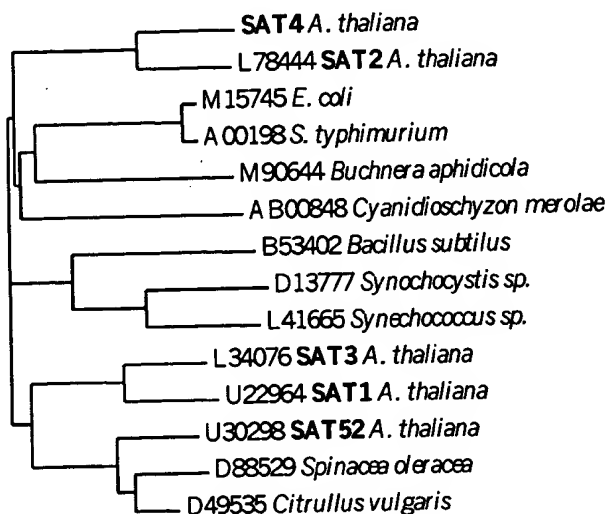 SAT4 A. thaliana
L78444 SAT2 A. thaliana
M15745 E. coli
A00198 S. typhimurium
M90644 Buchnera aphidicola
AB00848 Cyanidioschyzon merolae
B53402 Bacillus subtilus
D13777 Synochocystis sp.
L41665 Synechococcus sp.
L34076 SAT3 A. thaliana
U22964 SAT1 A. thaliana
U30298 SAT52 A. thaliana
D88529 Spinacea oleracea
D49535 Citrullus vulgaris